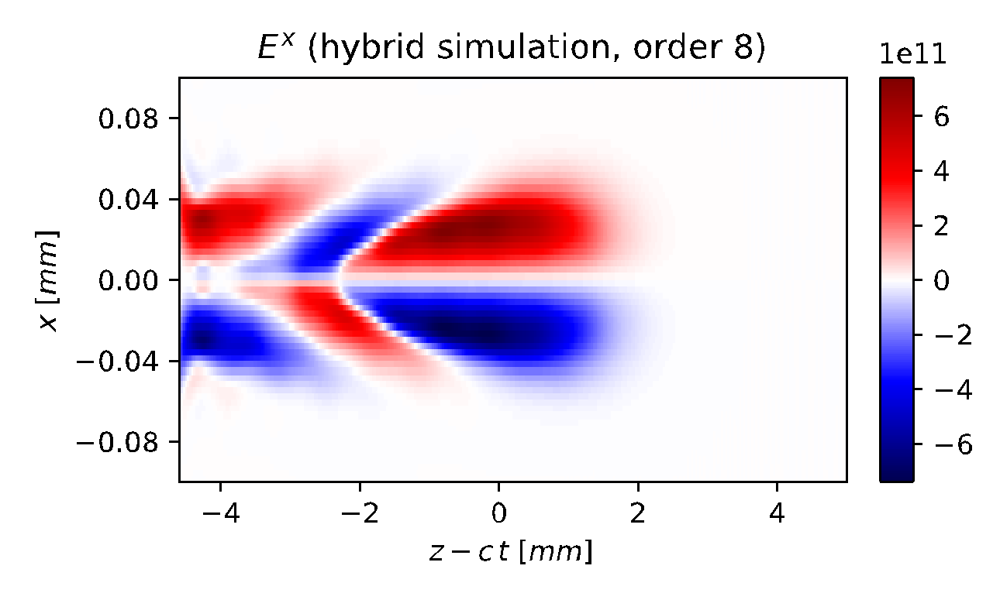 E^x (hybrid simulation, order 8)
1e11
0.08
0.04
0.00
−0.04
−0.08
x [mm]
−4 −2 0 2 4
z − c t [mm]
6
4
2
0
−2
−4
−6